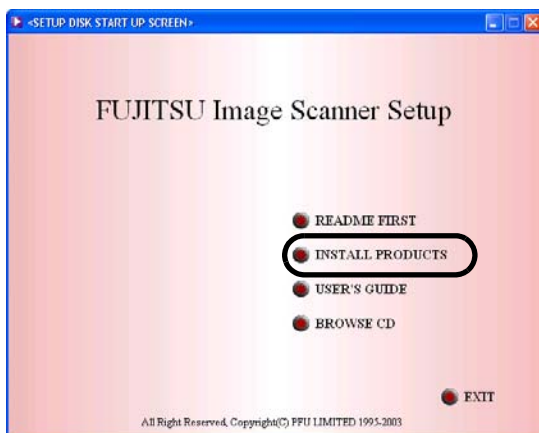 <SETUP DISK START UP SCREEN>
FUJITSU Image Scanner Setup
README FIRST
INSTALL PRODUCTS
USER'S GUIDE
BROWSE CD
EXIT
All Right Reserved, Copyright(C) PFU LIMITED 1995-2003